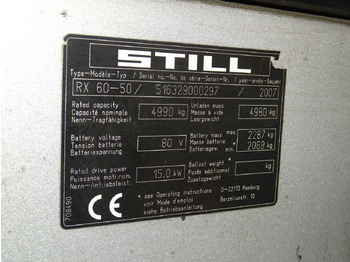 STILL
Type-Modèle-Typ / Serial no.-No. de série-Serien-Nr. / year-année-Baujahr
RX 60-50 / 516329000297 / 2007
Rated capacity
Capacité nominale
Nenn-Tragfähigkeit
4990 kg
Unladen mass
Masse à vide
Leergewicht
4980 kg
Battery voltage
Tension batterie
Batteriespannung
80 V
Battery mass max.
Masse batterie
Batteriegew. min.
2287 kg
2069 kg
Rated drive power
Puissance motr.nom.
Nenn-Antriebsleist.
15.0 kW
Ballast weight
Poids additional
Zusatzgewicht
kg
CE
see Operating instructions
voir Mode d'emploi
siehe Betriebsanleitung
D-22113 Hamburg
Berzeliusstr. 10
709490